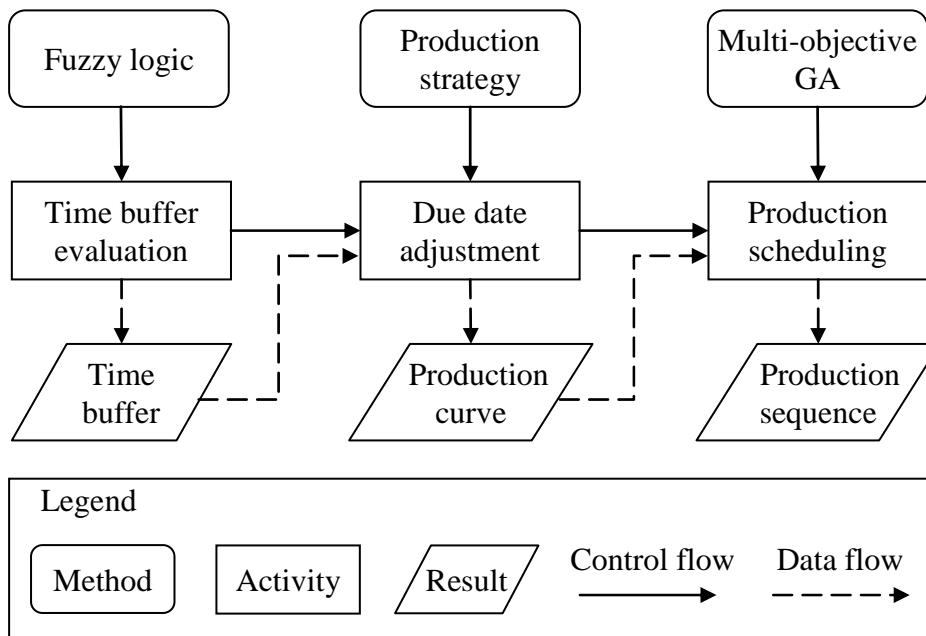 Fuzzy logic
Production
strategy
Multi-objective
GA
Time buffer
evaluation
Due date
adjustment
Production
scheduling
Time
buffer
Production
curve
Production
sequence
Legend
Method
Activity
Result
Control flow
Data flow